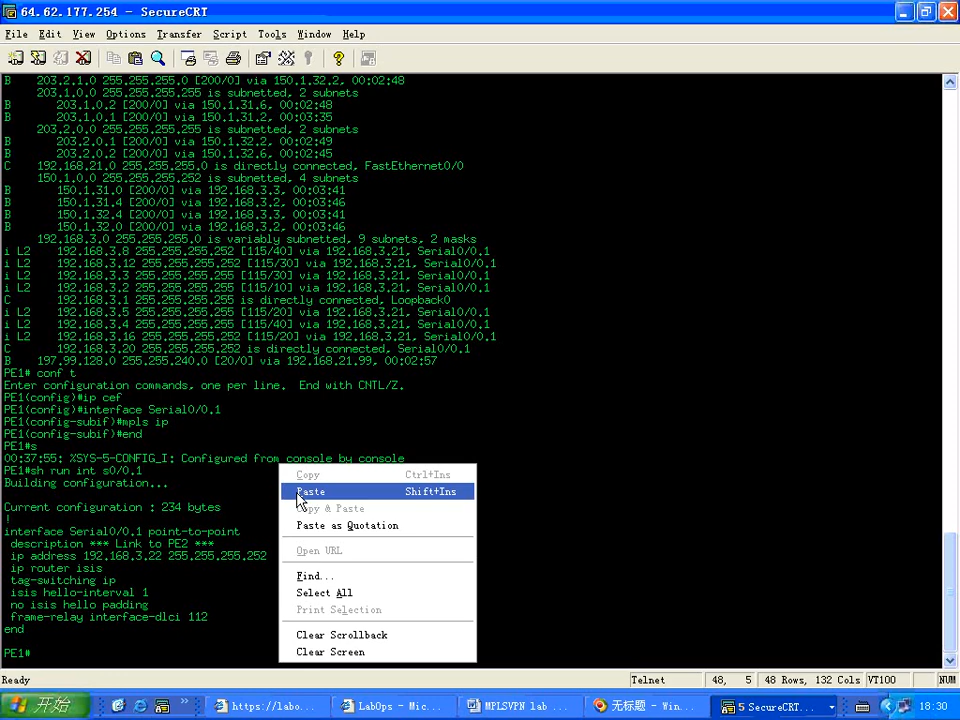 64.62.177.254 - SecureCRT
File Edit View Options Transfer Script Tools Window Help
B 203.2.1.0 255.255.255.0 [200/0] via 150.1.32.2, 00:02:48
203.1.0.0 255.255.255.255 is subnetted, 2 subnets
B 203.1.0.2 [200/0] via 150.1.31.6, 00:02:48
B 203.1.0.1 [200/0] via 150.1.31.2, 00:03:35
203.2.0.0 255.255.255.255 is subnetted, 2 subnets
B 203.2.0.1 [200/0] via 150.1.32.2, 00:02:49
B 203.2.0.2 [200/0] via 150.1.32.6, 00:02:45
C 192.168.21.0 255.255.255.0 is directly connected, FastEthernet0/0
150.1.0.0 255.255.255.252 is subnetted, 4 subnets
B 150.1.31.0 [200/0] via 192.168.3.3, 00:03:41
B 150.1.31.4 [200/0] via 192.168.3.2, 00:03:46
B 150.1.32.4 [200/0] via 192.168.3.3, 00:03:41
B 150.1.32.0 [200/0] via 192.168.3.2, 00:03:46
192.168.3.0 255.255.255.0 is variably subnetted, 9 subnets, 2 masks
i L2 192.168.3.8 255.255.255.252 [115/40] via 192.168.3.21, Serial0/0.1
i L2 192.168.3.12 255.255.255.252 [115/30] via 192.168.3.21, Serial0/0.1
i L2 192.168.3.3 255.255.255.255 [115/30] via 192.168.3.21, Serial0/0.1
i L2 192.168.3.2 255.255.255.255 [115/10] via 192.168.3.21, Serial0/0.1
C 192.168.3.1 255.255.255.255 is directly connected, Loopback0
i L2 192.168.3.5 255.255.255.255 [115/20] via 192.168.3.21, Serial0/0.1
i L2 192.168.3.4 255.255.255.255 [115/40] via 192.168.3.21, Serial0/0.1
i L2 192.168.3.16 255.255.255.252 [115/20] via 192.168.3.21, Serial0/0.1
C 192.168.3.20 255.255.255.252 is directly connected, Serial0/0.1
B 197.99.128.0 255.255.240.0 [20/0] via 192.168.21.99, 00:02:57
PE1# conf t
Enter configuration commands, one per line. End with CNTL/Z.
PE1(config)#ip cef
PE1(config)#interface Serial0/0.1
PE1(config-subif)#mpls ip
PE1(config-subif)#end
PE1#s
00:37:55: %SYS-5-CONFIG_I: Configured from console by console
PE1#sh run int s0/0.1
Building configuration...
Current configuration : 234 bytes
!
interface Serial0/0.1 point-to-point
description *** Link to PE2 ***
ip address 192.168.3.22 255.255.255.252
ip router isis
tag-switching ip
isis hello-interval 1
no isis hello padding
frame-relay interface-dlci 112
end
PE1#
Copy Ctrl+Ins
Paste Shift+Ins
Copy & Paste
Paste as Quotation
Open URL
Find...
Select All
Print Selection
Clear Scrollback
Clear Screen
Ready Telnet 48, 5 48 Rows, 132 Cols VT100 NUM
开始 https://labo... LabOps - Mic... MPLSVPN lab ... 无标题 - Win... 5 SecureCRT... 18:30